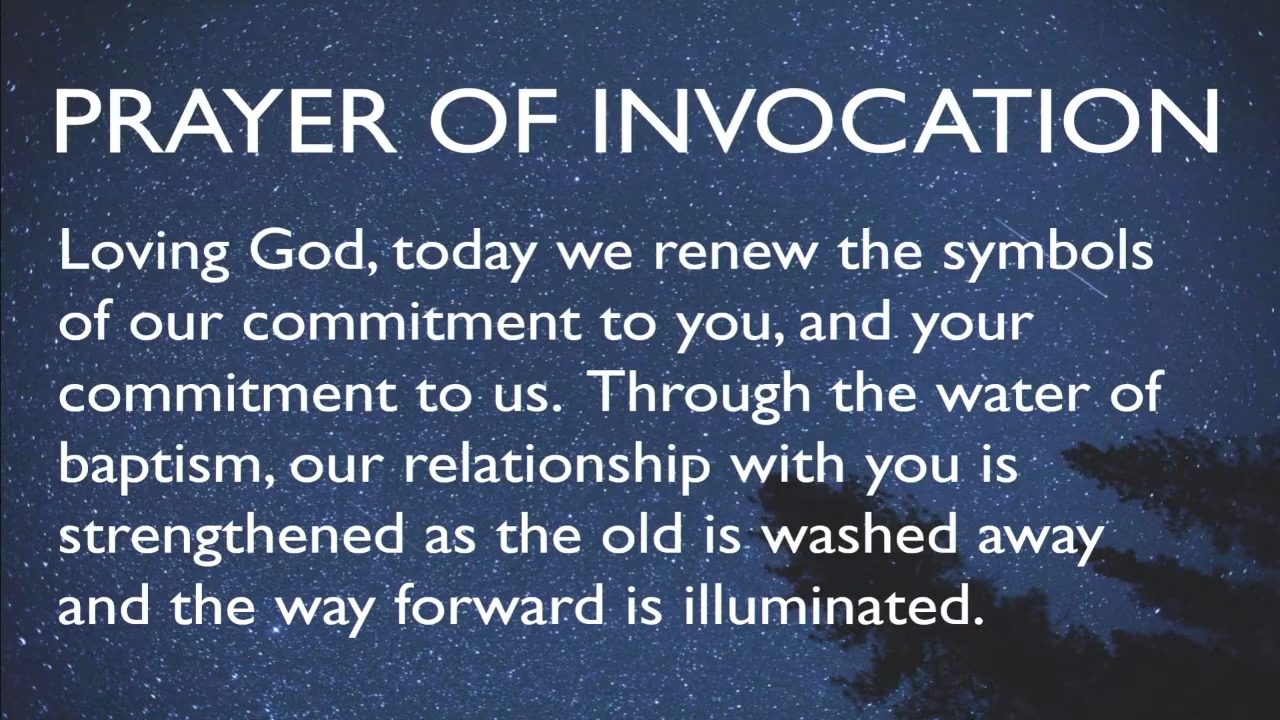 PRAYER OF INVOCATION
Loving God, today we renew the symbols
of our commitment to you, and your
commitment to us.  Through the water of
baptism, our relationship with you is
strengthened as the old is washed away
and the way forward is illuminated.